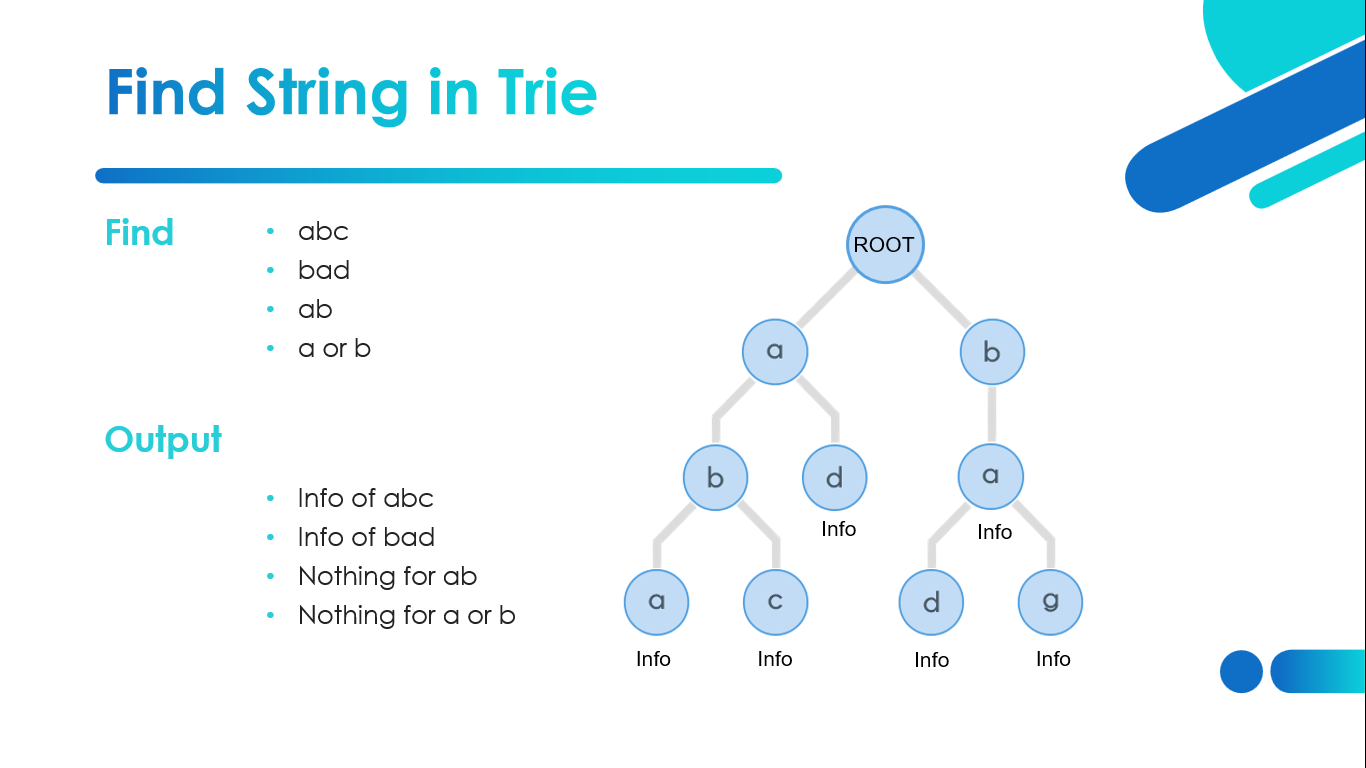 Find String in Trie
Find
• abc
• bad
• ab
• a or b
Output
• Info of abc
• Info of bad
• Nothing for ab
• Nothing for a or b
ROOT
a
b
b
d
a
Info
Info
a
c
d
g
Info
Info
Info
Info